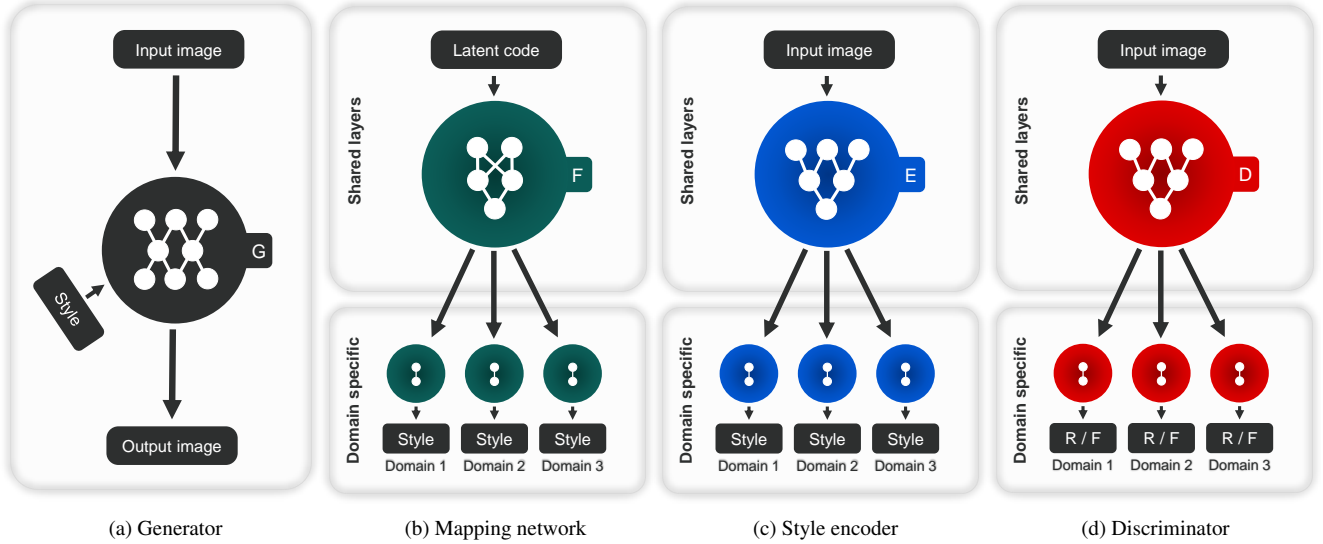 Input image
G
Style
Output image
(a) Generator
Latent code
Shared layers
F
Domain specific
Style Style Style
Domain 1 Domain 2 Domain 3
(b) Mapping network
Input image
Shared layers
E
Domain specific
Style Style Style
Domain 1 Domain 2 Domain 3
(c) Style encoder
Input image
Shared layers
D
Domain specific
R / F R / F R / F
Domain 1 Domain 2 Domain 3
(d) Discriminator